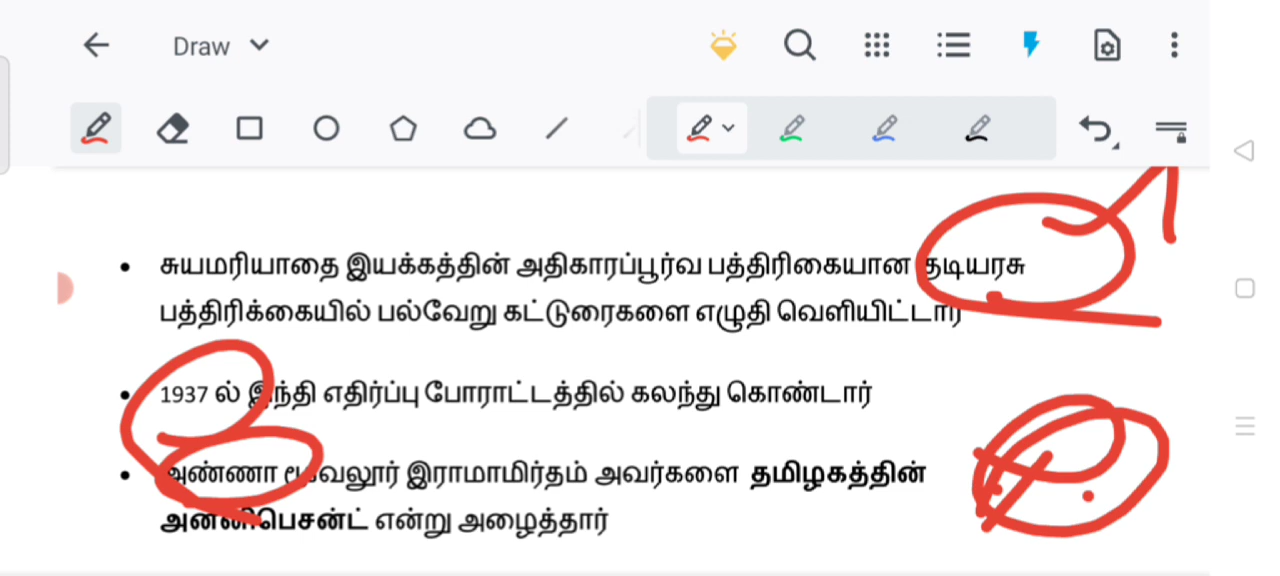 Draw
சுயமரியாதை இயக்கத்தின் அதிகாரப்பூர்வ பத்திரிகையான குடியரசு
பத்திரிக்கையில் பல்வேறு கட்டுரைகளை எழுதி வெளியிட்டார்
1937 ல் இந்தி எதிர்ப்பு போராட்டத்தில் கலந்து கொண்டார்
அண்ணா மூவலூர் இராமாமிர்தம் அவர்களை தமிழகத்தின்
அன்னிபெசன்ட் என்று அழைத்தார்